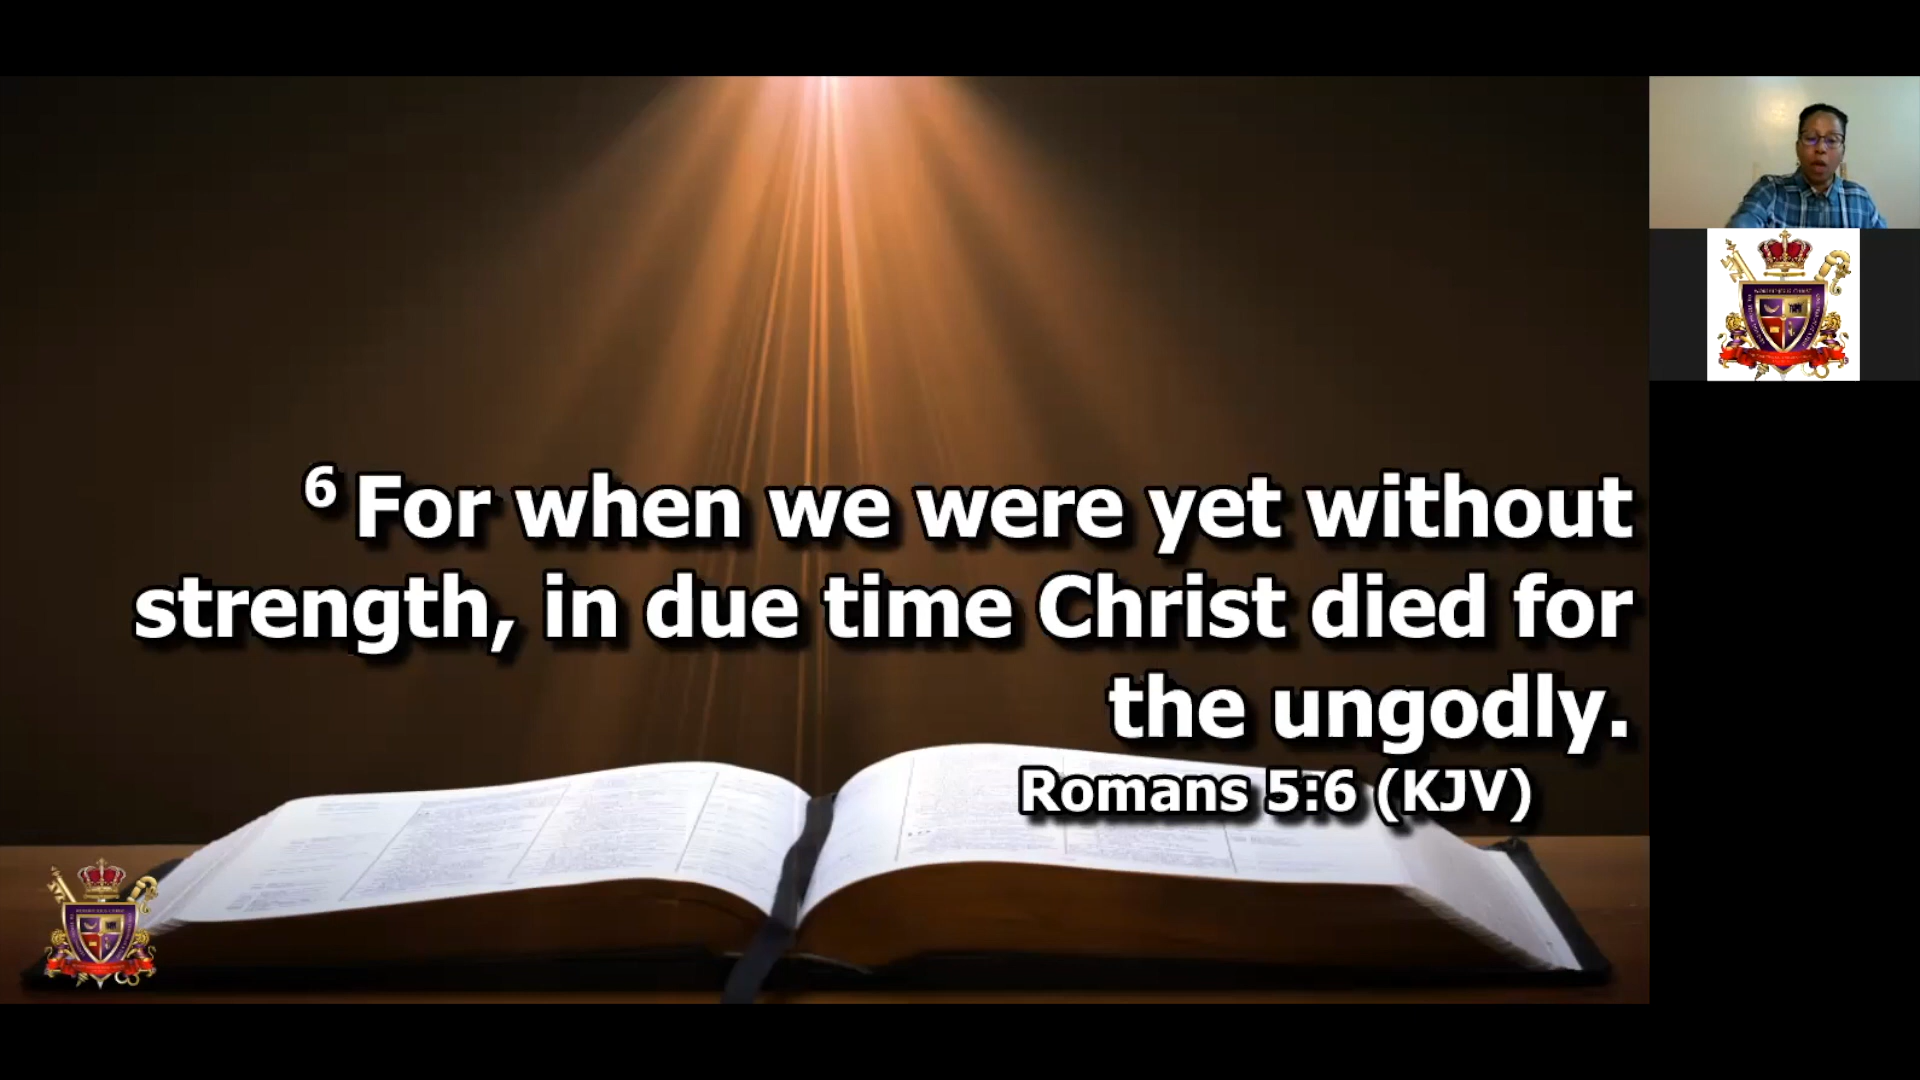 6 For when we were yet without
strength, in due time Christ died for
the ungodly.
Romans 5:6 (KJV)